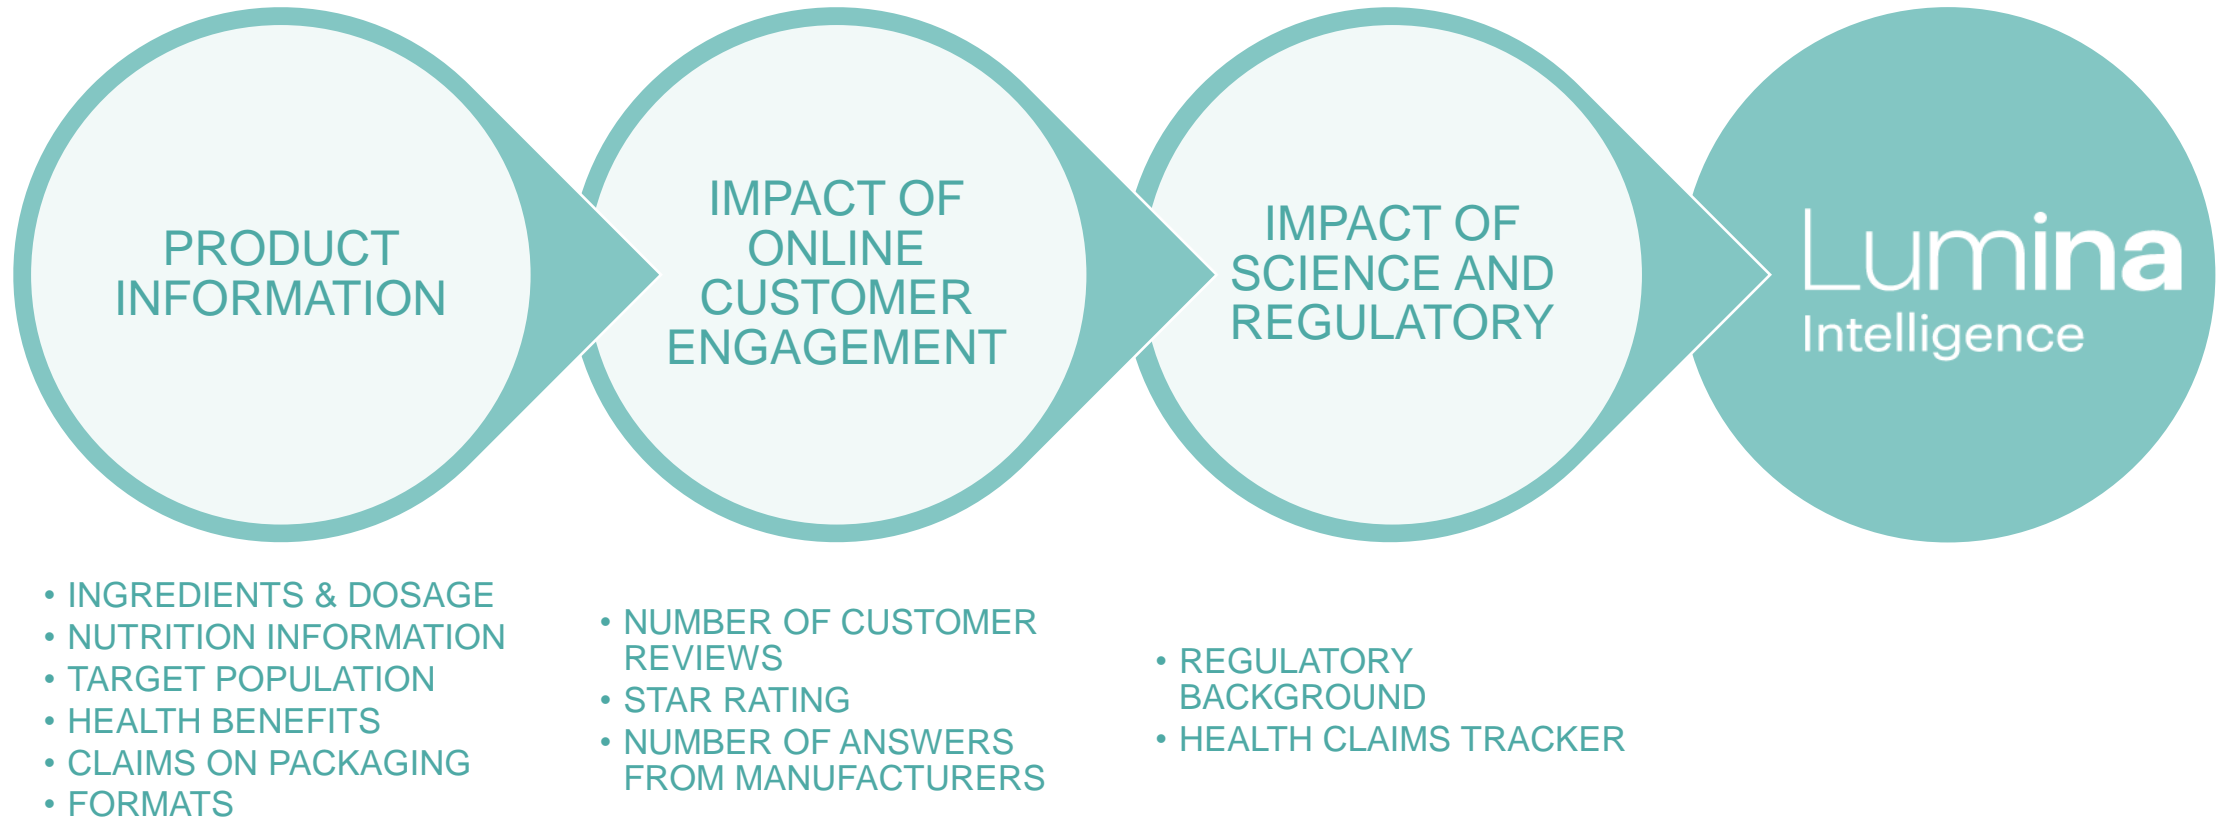 PRODUCT
INFORMATION
IMPACT OF
ONLINE
CUSTOMER
ENGAGEMENT
IMPACT OF
SCIENCE AND
REGULATORY
Lumina
Intelligence
• INGREDIENTS & DOSAGE
• NUTRITION INFORMATION
• TARGET POPULATION
• HEALTH BENEFITS
• CLAIMS ON PACKAGING
• FORMATS
• NUMBER OF CUSTOMER
REVIEWS
• STAR RATING
• NUMBER OF ANSWERS
FROM MANUFACTURERS
• REGULATORY
BACKGROUND
• HEALTH CLAIMS TRACKER